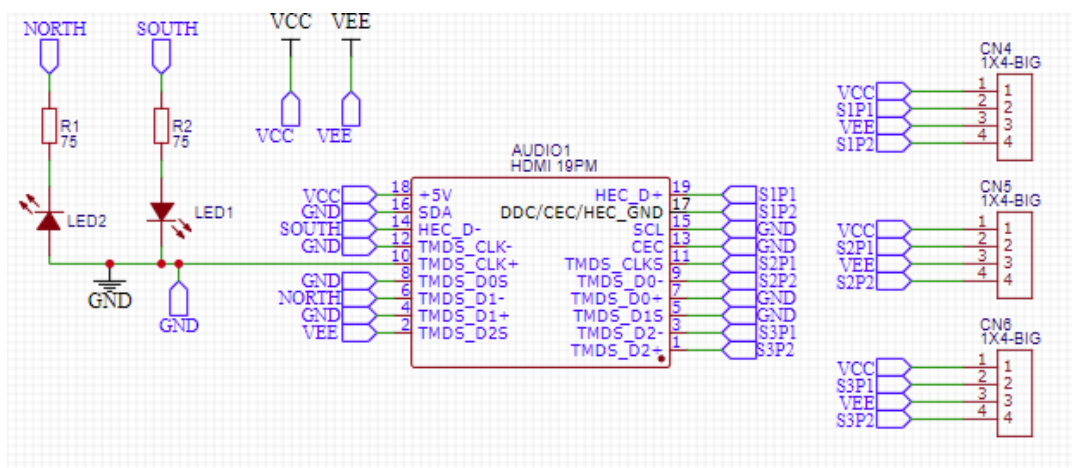 NORTH
SOUTH
VCC
VEE
R1
75
R2
75
VCC
VEE
LED2
LED1
GND
GND
AUDIO1
HDMI 19PM
VCC 18 +5V
GND 16 SDA
SOUTH 14 HEC_D-
GND 12 TMDS_CLK-
10 TMDS_CLK+
GND 8 TMDS_D0S
NORTH 6 TMDS_D1-
GND 4 TMDS_D1+
VEE 2 TMDS_D2S
HEC_D+ 19 S1P1
DDC/CEC/HEC_GND 17 S1P2
SCL 15 GND
CEC 13 GND
TMDS_CLKS 11 S2P1
TMDS_D0- 9 S2P2
TMDS_D0+ 7 GND
TMDS_D1S 5 GND
TMDS_D2- 3 S3P1
TMDS_D2+ 1 S3P2
CN4
1X4-BIG
VCC 1 1
S1P1 2 2
VEE 3 3
S1P2 4 4
CN5
1X4-BIG
VCC 1 1
S2P1 2 2
VEE 3 3
S2P2 4 4
CN6
1X4-BIG
VCC 1 1
S3P1 2 2
VEE 3 3
S3P2 4 4